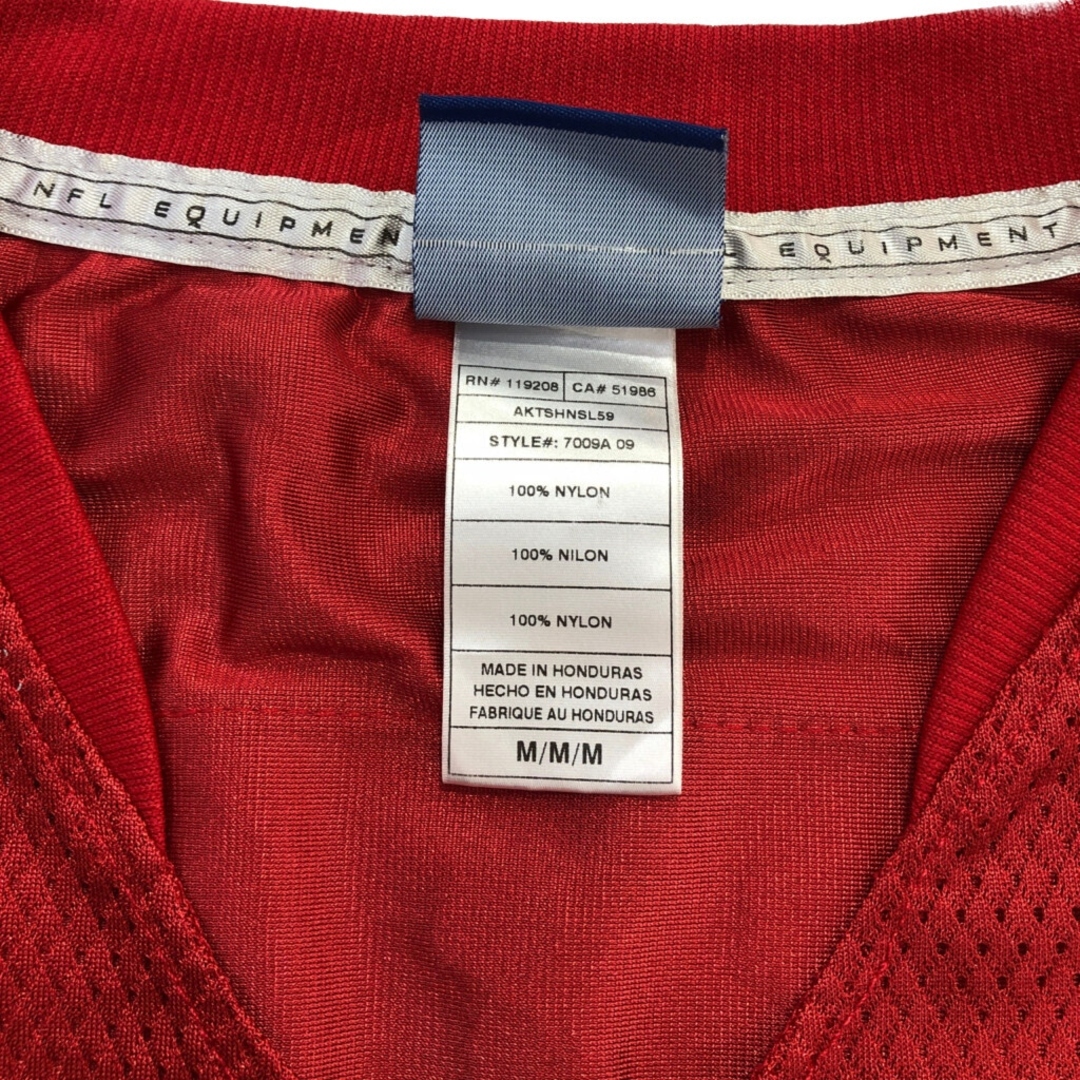 NFL EQUIPMEN
EQUIPMENT
RN# 119208 CA# 51986
AKTSHNSL59
STYLE#: 7009A 09
100% NYLON
100% NILON
100% NYLON
MADE IN HONDURAS
HECHO EN HONDURAS
FABRIQUE AU HONDURAS
M/M/M